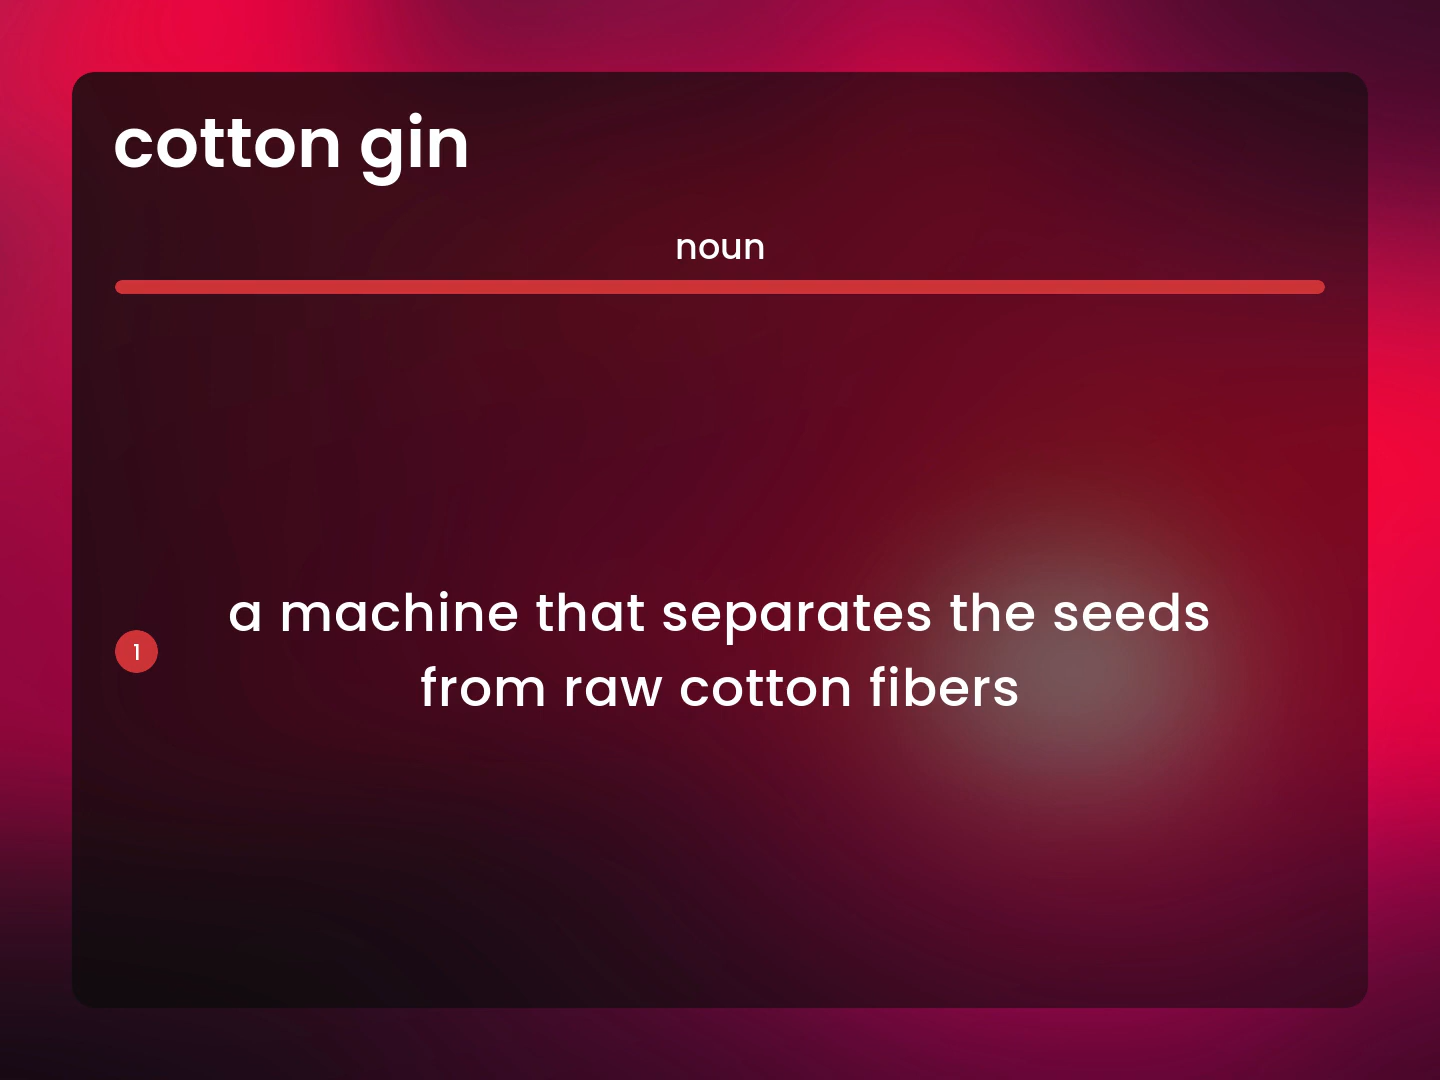 cotton gin
noun
1
a machine that separates the seeds
from raw cotton fibers